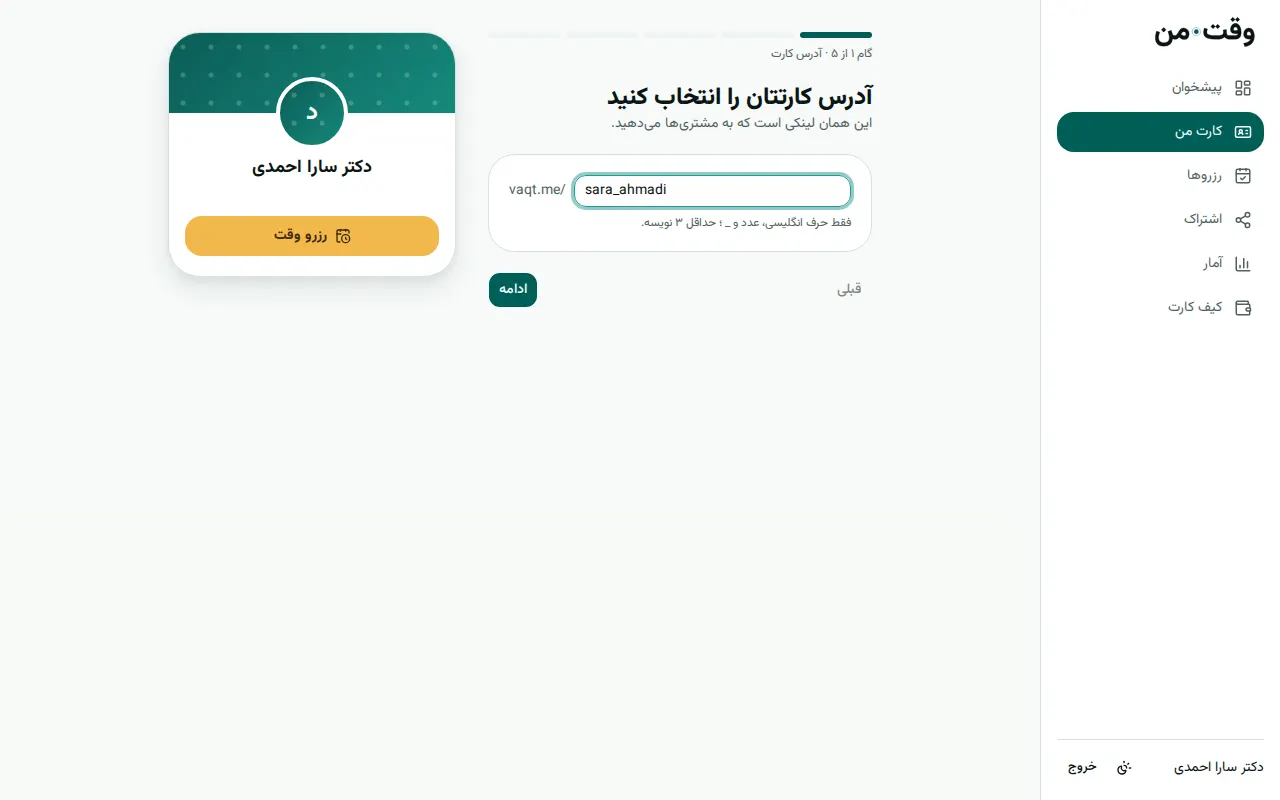 وقت·من
پیشخوان
کارت من
رزروها
اشتراک
آمار
کیف کارت
دکتر سارا احمدی
خروج
گام ۱ از ۵ · آدرس کارت
آدرس کارتتان را انتخاب کنید
این همان لینکی است که به مشتری‌ها می‌دهید.
vaqt.me/ sara_ahmadi
فقط حرف انگلیسی، عدد و _ ؛ حداقل ۳ نویسه.
قبلی
ادامه
د
دکتر سارا احمدی
رزرو وقت